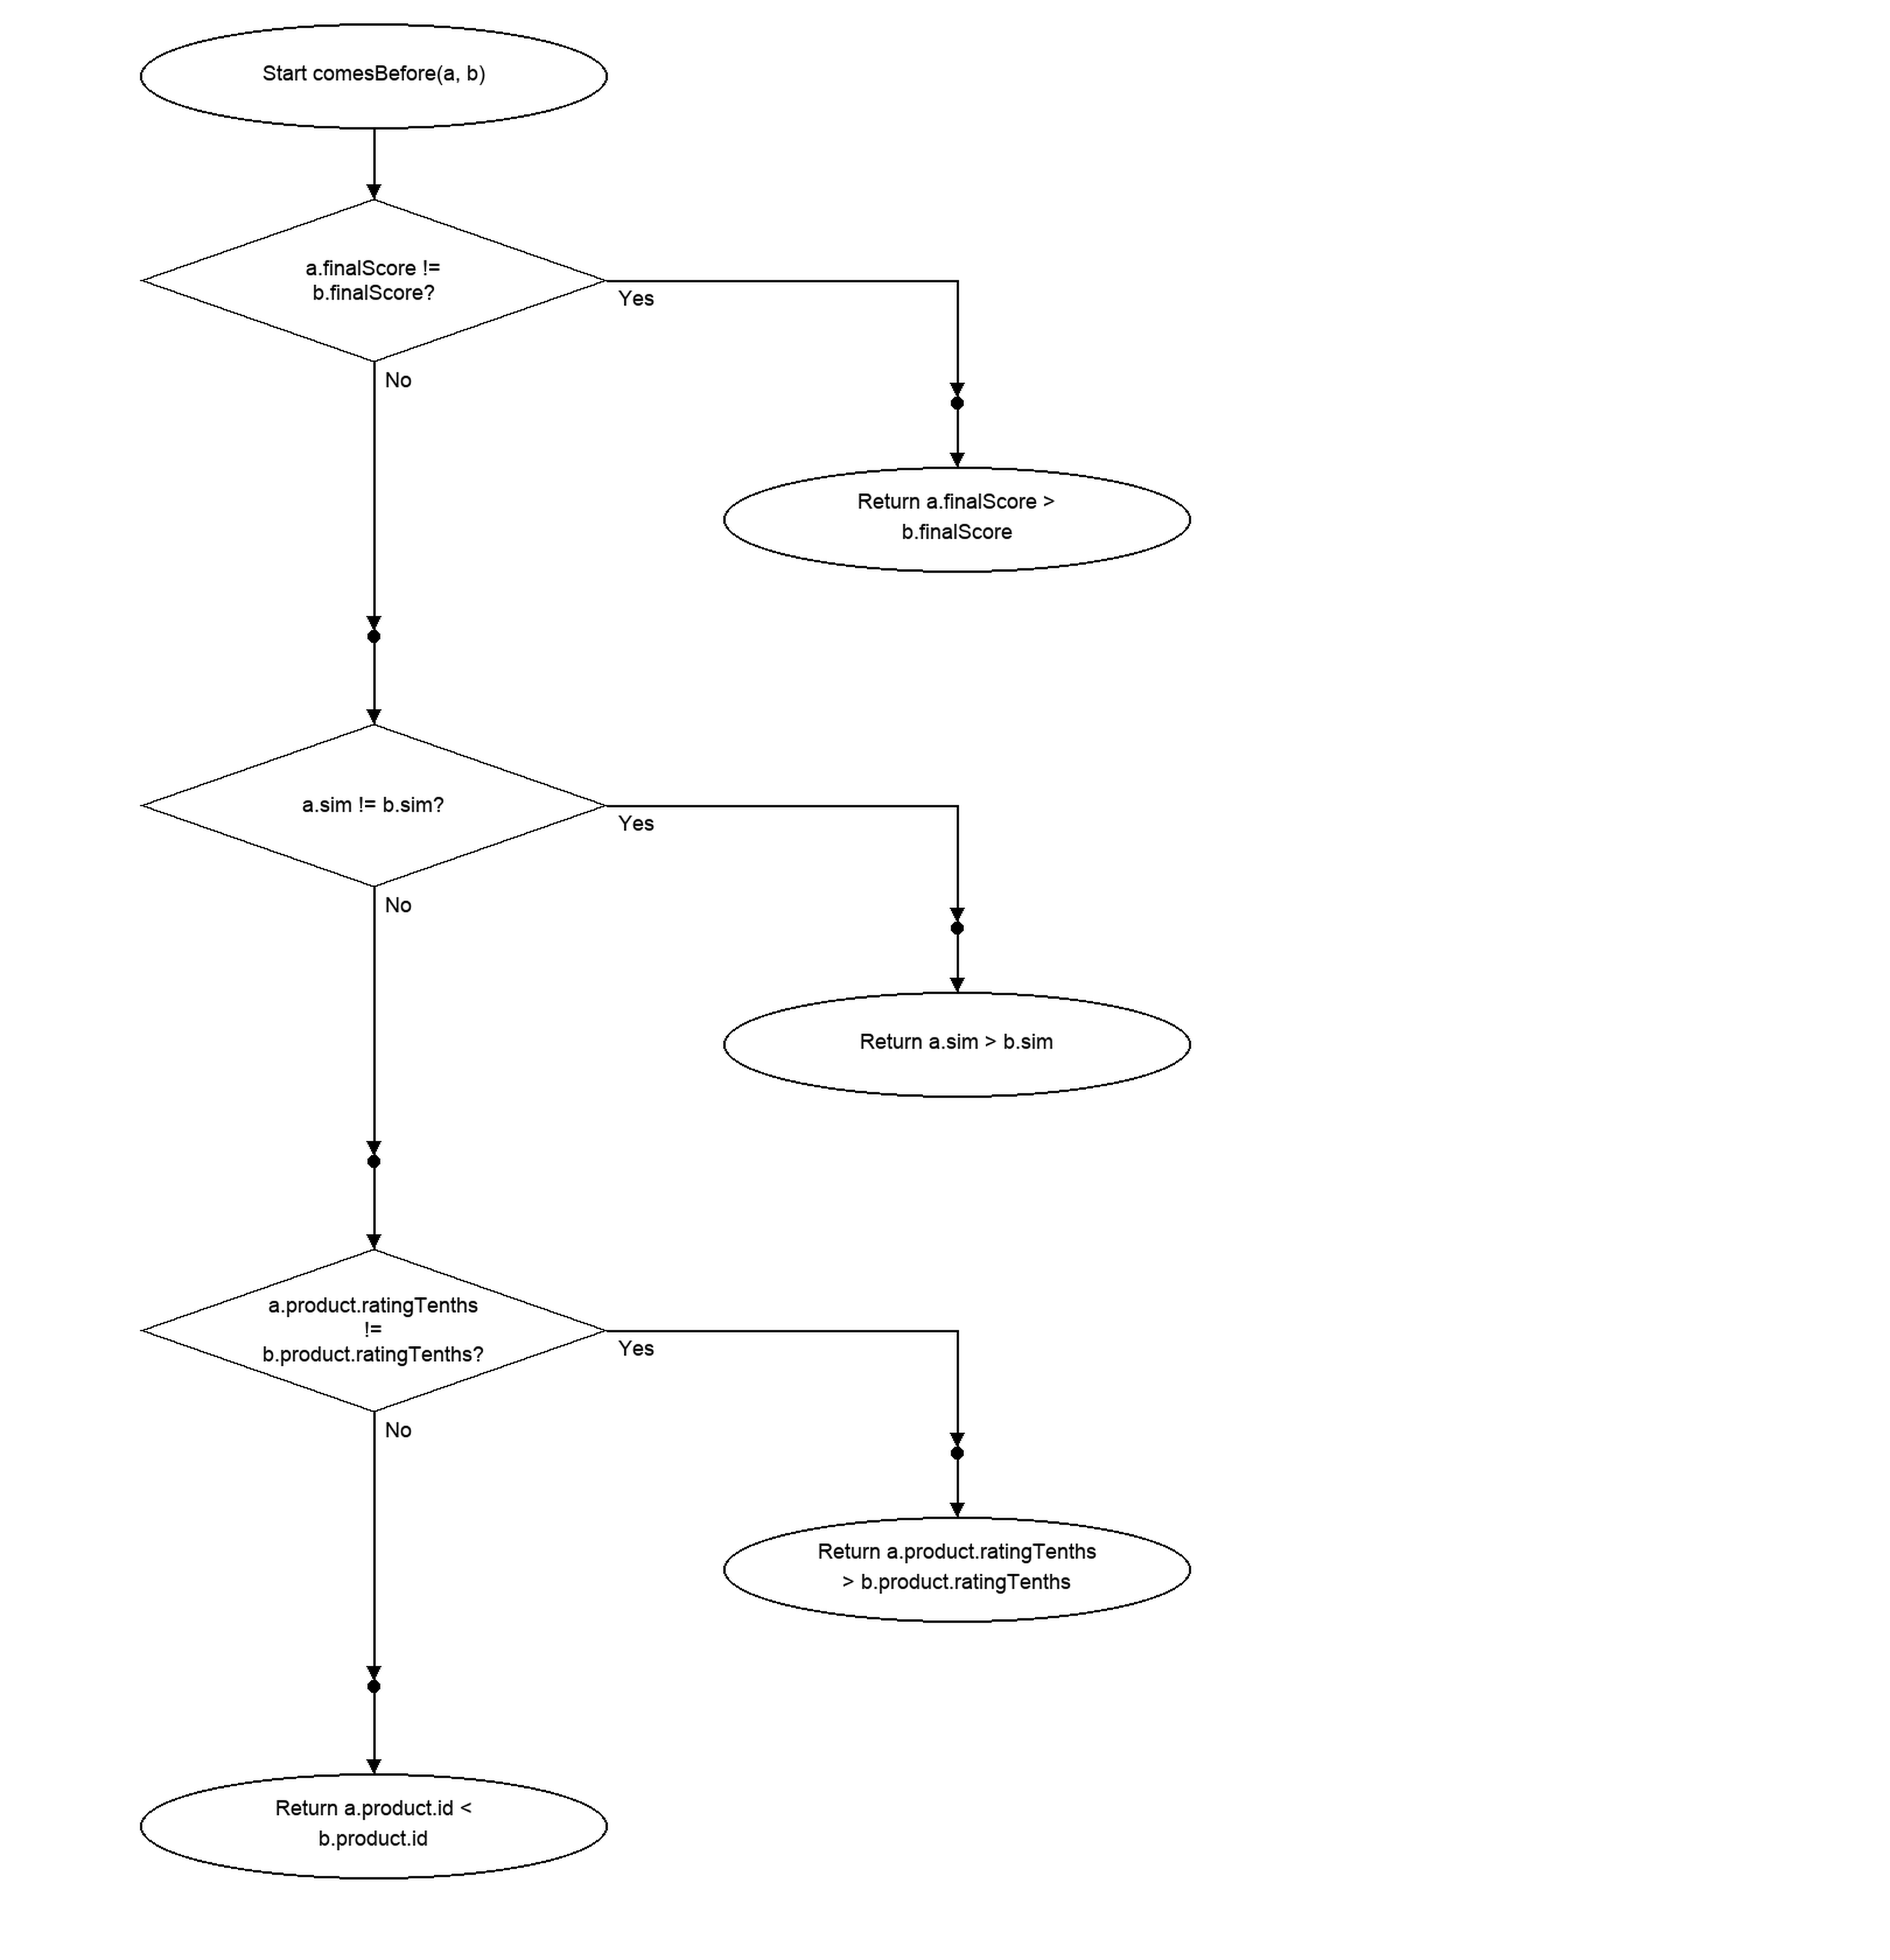 Start comesBefore(a, b)
a.finalScore !=
b.finalScore?
Yes
No
Return a.finalScore >
b.finalScore
a.sim != b.sim?
Yes
No
Return a.sim > b.sim
a.product.ratingTenths
!=
b.product.ratingTenths?
Yes
No
Return a.product.ratingTenths
> b.product.ratingTenths
Return a.product.id <
b.product.id